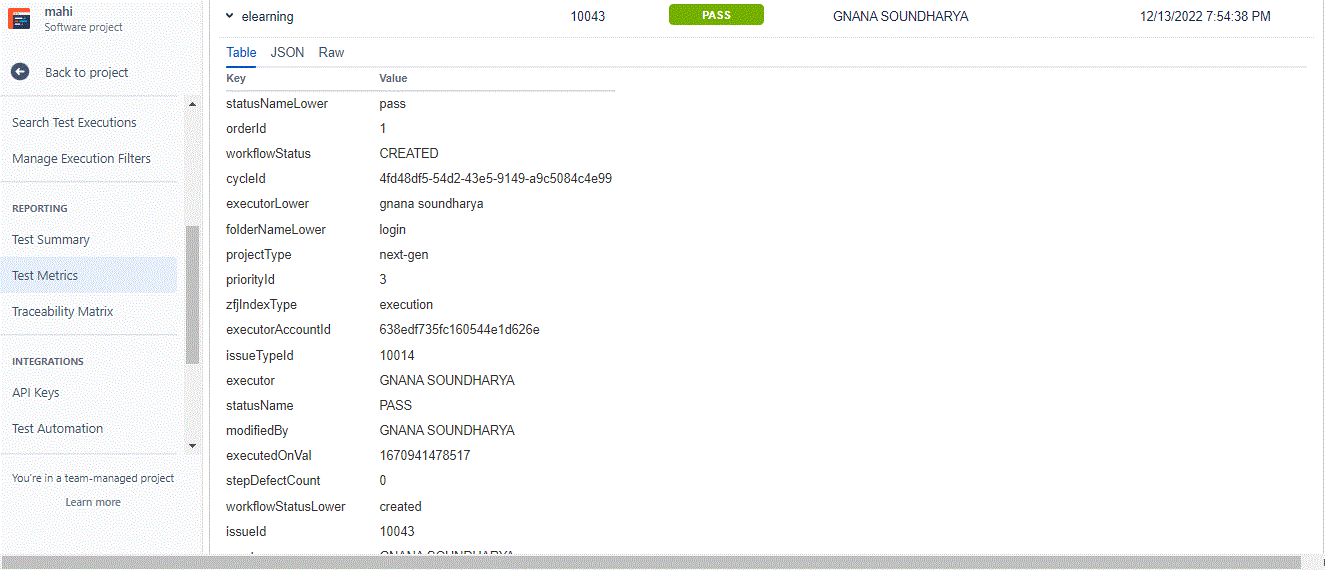 mahi
Software project
Back to project
Search Test Executions
Manage Execution Filters
REPORTING
Test Summary
Test Metrics
Traceability Matrix
INTEGRATIONS
API Keys
Test Automation
You're in a team-managed project
Learn more
elearning 10043 PASS GNANA SOUNDHARYA 12/13/2022 7:54:38 PM
Table JSON Raw
Key Value
statusNameLower pass
orderId 1
workflowStatus CREATED
cycleId 4fd48df5-54d2-43e5-9149-a9c5084c4e99
executorLower gnana soundharya
folderNameLower login
projectType next-gen
priorityId 3
zfjIndexType execution
executorAccountId 638edf735fc160544e1d626e
issueTypeId 10014
executor GNANA SOUNDHARYA
statusName PASS
modifiedBy GNANA SOUNDHARYA
executedOnVal 1670941478517
stepDefectCount 0
workflowStatusLower created
issueId 10043
GNANA SOUNDHARYA